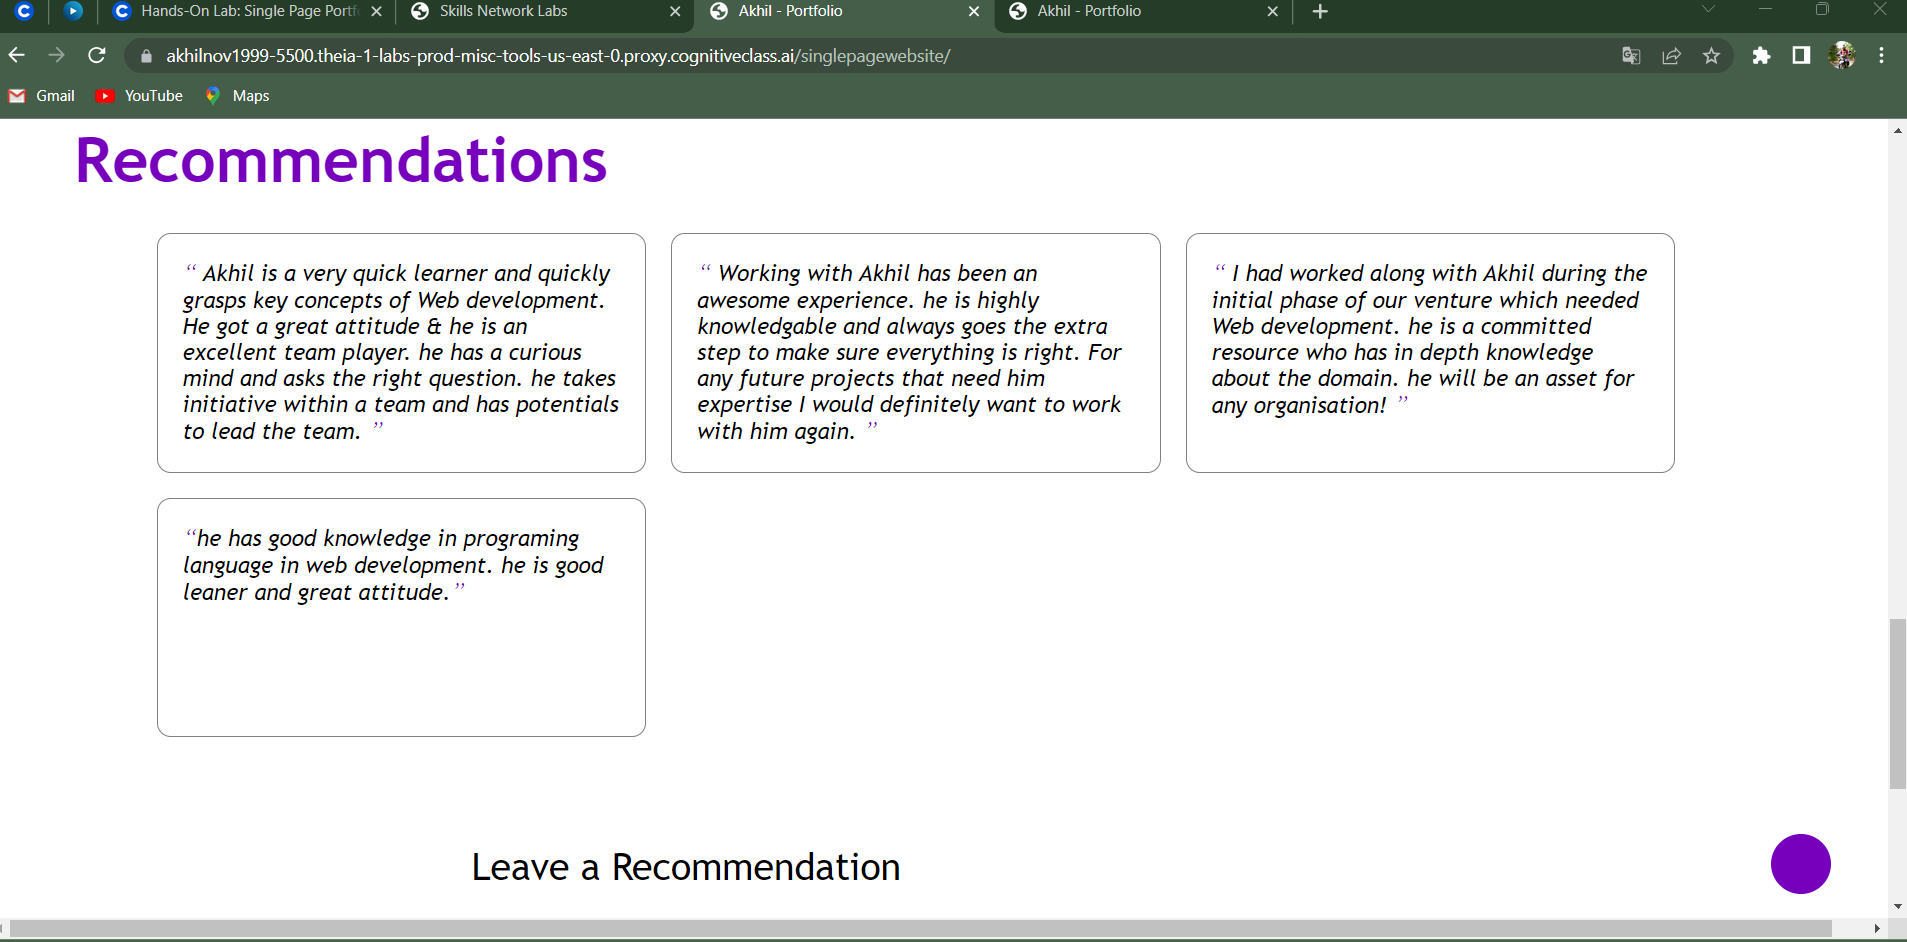 Hands-On Lab: Single Page Portf
Skills Network Labs
Akhil - Portfolio
Akhil - Portfolio
akhilnov1999-5500.theia-1-labs-prod-misc-tools-us-east-0.proxy.cognitiveclass.ai/singlepagewebsite/
Gmail
YouTube
Maps
Recommendations
“ Akhil is a very quick learner and quickly
grasps key concepts of Web development.
He got a great attitude & he is an
excellent team player. he has a curious
mind and asks the right question. he takes
initiative within a team and has potentials
to lead the team. ”
“ Working with Akhil has been an
awesome experience. he is highly
knowledgable and always goes the extra
step to make sure everything is right. For
any future projects that need him
expertise I would definitely want to work
with him again. ”
“ I had worked along with Akhil during the
initial phase of our venture which needed
Web development. he is a committed
resource who has in depth knowledge
about the domain. he will be an asset for
any organisation! ”
“he has good knowledge in programing
language in web development. he is good
leaner and great attitude.”
Leave a Recommendation